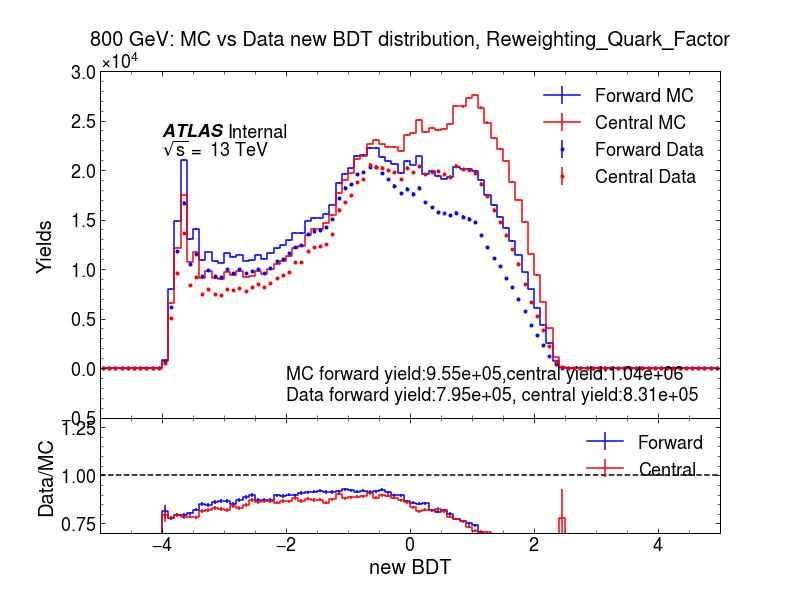 800 GeV: MC vs Data new BDT distribution, Reweighting_Quark_Factor
×10⁴
3.0
2.5
2.0
1.5
1.0
0.5
0.0
0.5
Yields
ATLAS Internal
√s = 13 TeV
Forward MC
Central MC
Forward Data
Central Data
MC forward yield:9.55e+05,central yield:1.04e+06
Data forward yield:7.95e+05, central yield:8.31e+05
1.25
1.00
0.75
Data/MC
Forward
Central
−4 −2 0 2 4
new BDT